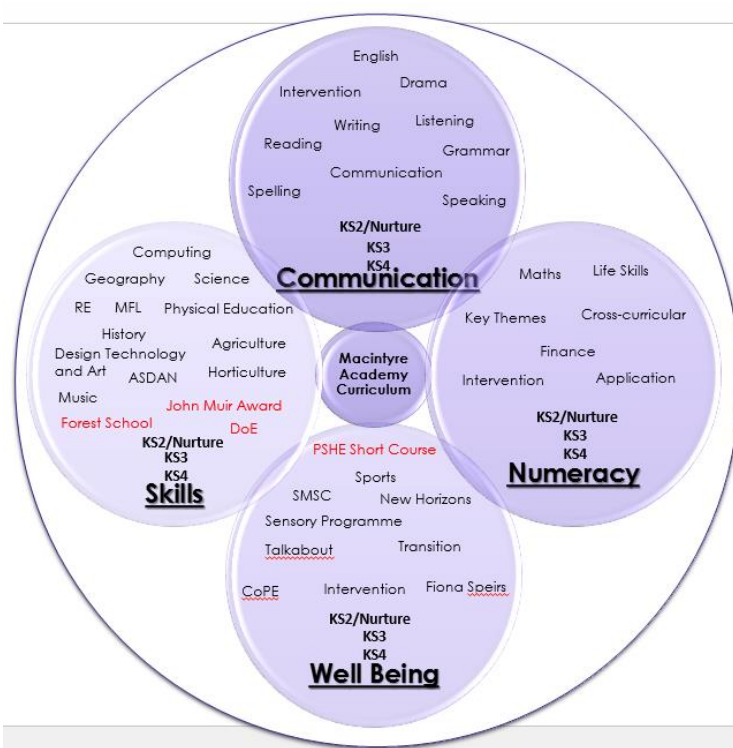 English
Drama
Intervention
Writing
Listening
Reading
Grammar
Communication
Spelling
Speaking
KS2/Nurture
KS3
KS4
Communication
Computing
Geography
Science
RE
MFL
Physical Education
History
Agriculture
Design Technology
and Art
ASDAN
Horticulture
Music
John Muir Award
Forest School
DoE
KS2/Nurture
KS3
KS4
Skills
Macintyre
Academy
Curriculum
Maths
Life Skills
Key Themes
Cross-curricular
Finance
Intervention
Application
KS2/Nurture
KS3
KS4
Numeracy
PSHE Short Course
Sports
SMSC
New Horizons
Sensory Programme
Talkabout
Transition
CoPE
Intervention
Fiona Speirs
KS2/Nurture
KS3
KS4
Well Being